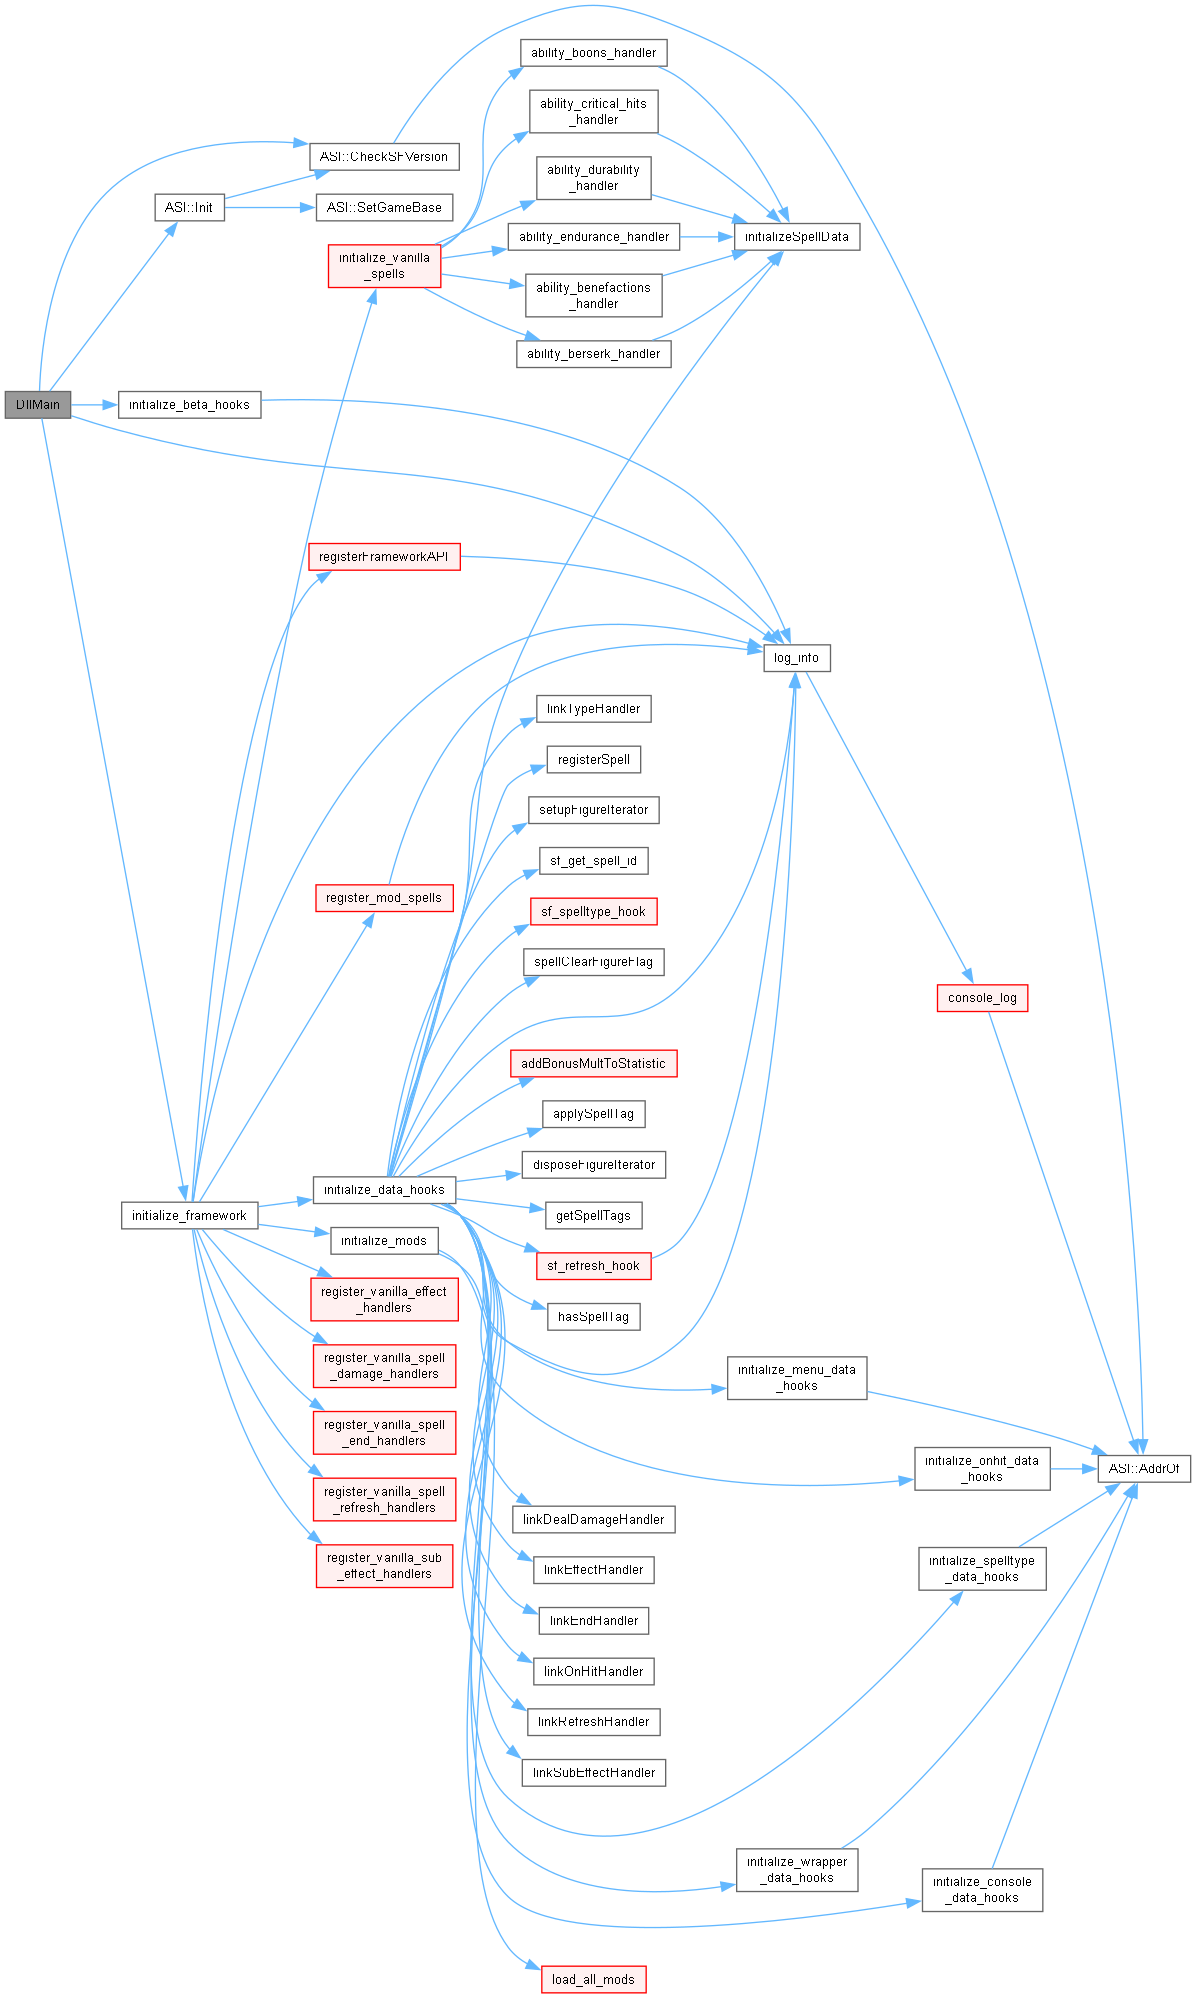 ability_boons_handler
ability_critical_hits
_handler
ASI::CheckSFVersion
ability_durability
_handler
ASI::Init
ASI::SetGameBase
ability_endurance_handler
initializeSpellData
initialize_vanilla
_spells
ability_benefactions
_handler
ability_berserk_handler
DllMain
initialize_beta_hooks
registerFrameworkAPI
log_info
linkTypeHandler
registerSpell
setupFigureIterator
sf_get_spell_id
register_mod_spells
sf_spelltype_hook
spellClearFigureFlag
console_log
addBonusMultToStatistic
applySpellTag
disposeFigureIterator
initialize_data_hooks
initialize_framework
getSpellTags
initialize_mods
sf_refresh_hook
register_vanilla_effect
_handlers
hasSpellTag
register_vanilla_spell
_damage_handlers
initialize_menu_data
_hooks
register_vanilla_spell
_end_handlers
initialize_onhit_data
_hooks
ASI::AddrOf
register_vanilla_spell
_refresh_handlers
linkDealDamageHandler
register_vanilla_sub
_effect_handlers
linkEffectHandler
initialize_spelltype
_data_hooks
linkEndHandler
linkOnHitHandler
linkRefreshHandler
linkSubEffectHandler
initialize_wrapper
_data_hooks
initialize_console
_data_hooks
load_all_mods